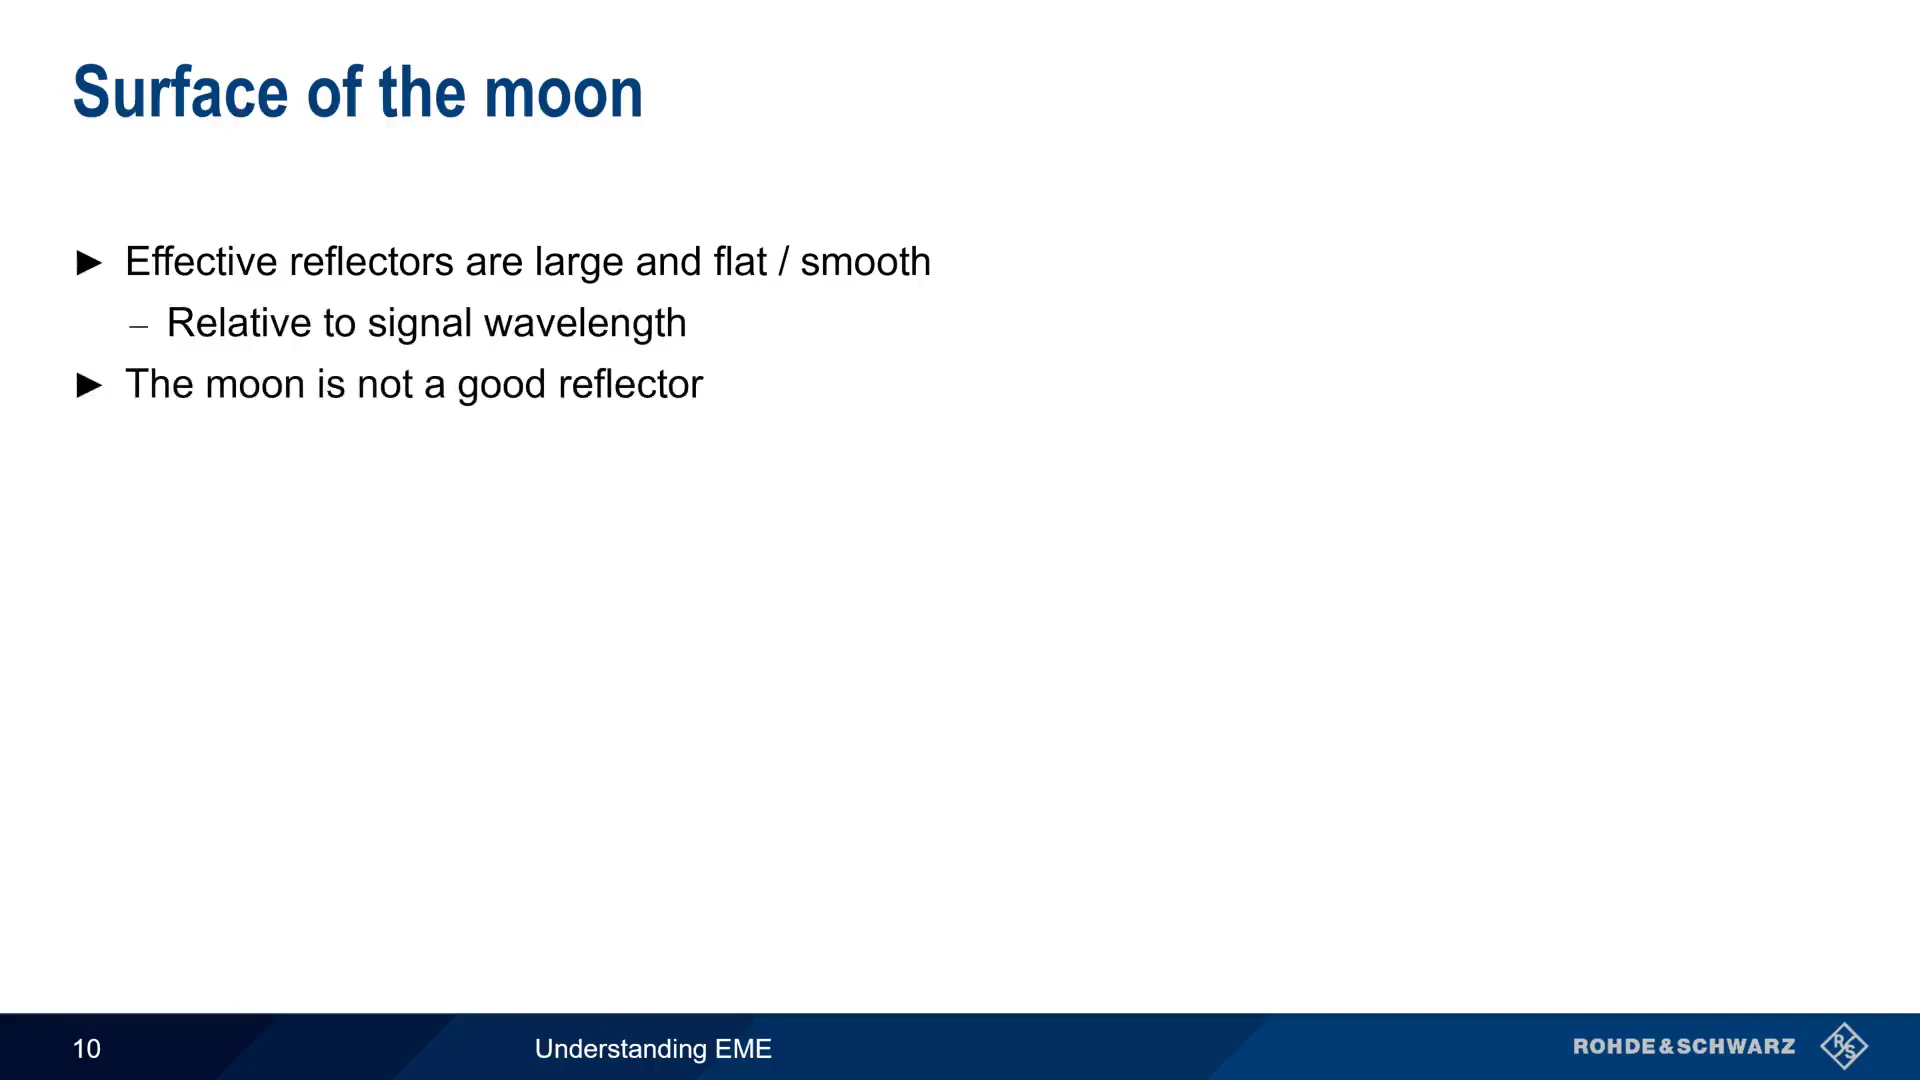 Surface of the moon
► Effective reflectors are large and flat / smooth
– Relative to signal wavelength
► The moon is not a good reflector
10
Understanding EME
ROHDE&SCHWARZ
R
S